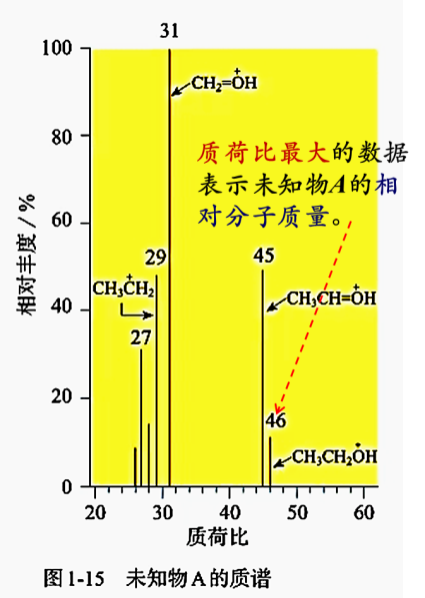 31
100
CH₂=ȮH
80
质荷比最大的数据
表示未知物A的相
对分子质量。
60
29
45
CH₃ĊH₂
CH₃CH=ȮH
40
27
20
46
CH₃CH₂ȮH
0
20 30 40 50 60
相对丰度/%
质荷比
图1-15 未知物A的质谱